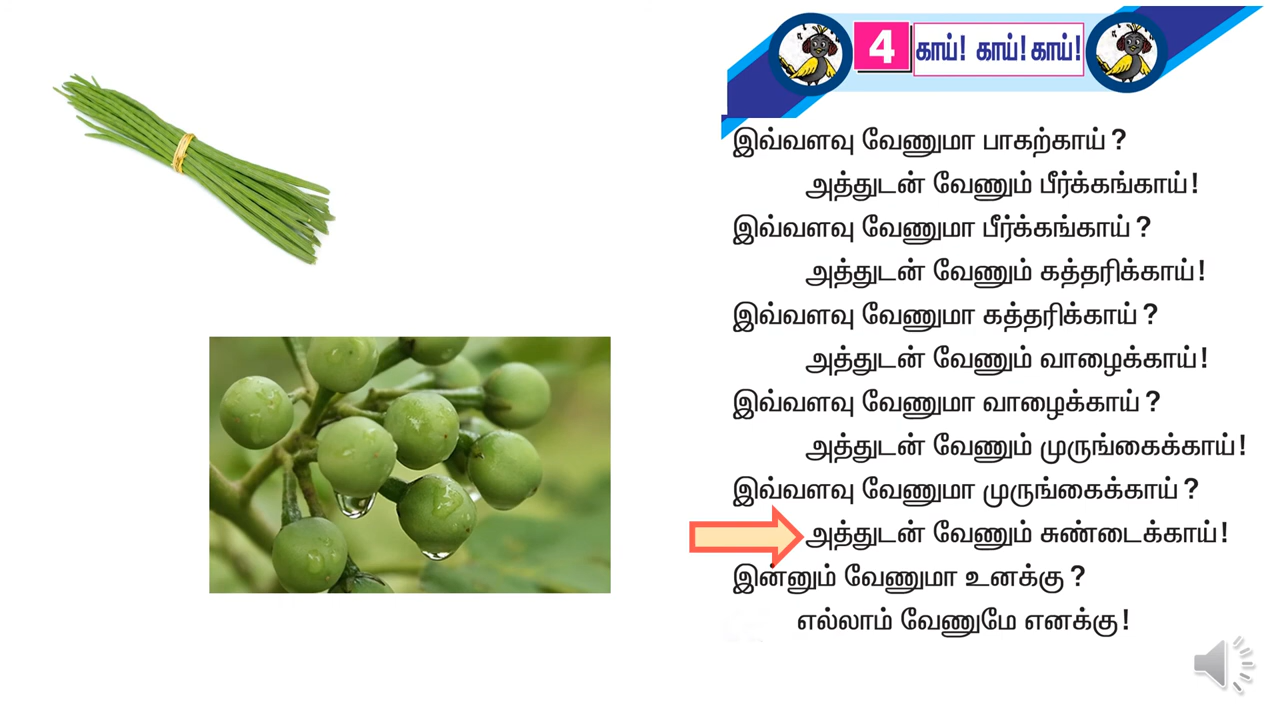 4 காய்! காய்! காய்!
இவ்வளவு வேணுமா பாகற்காய் ?
அத்துடன் வேணும் பீர்க்கங்காய்!
இவ்வளவு வேணுமா பீர்க்கங்காய் ?
அத்துடன் வேணும் கத்தரிக்காய்!
இவ்வளவு வேணுமா கத்தரிக்காய் ?
அத்துடன் வேணும் வாழைக்காய்!
இவ்வளவு வேணுமா வாழைக்காய் ?
அத்துடன் வேணும் முருங்கைக்காய்!
இவ்வளவு வேணுமா முருங்கைக்காய் ?
அத்துடன் வேணும் சுண்டைக்காய்!
இன்னும் வேணுமா உனக்கு ?
எல்லாம் வேணுமே எனக்கு!